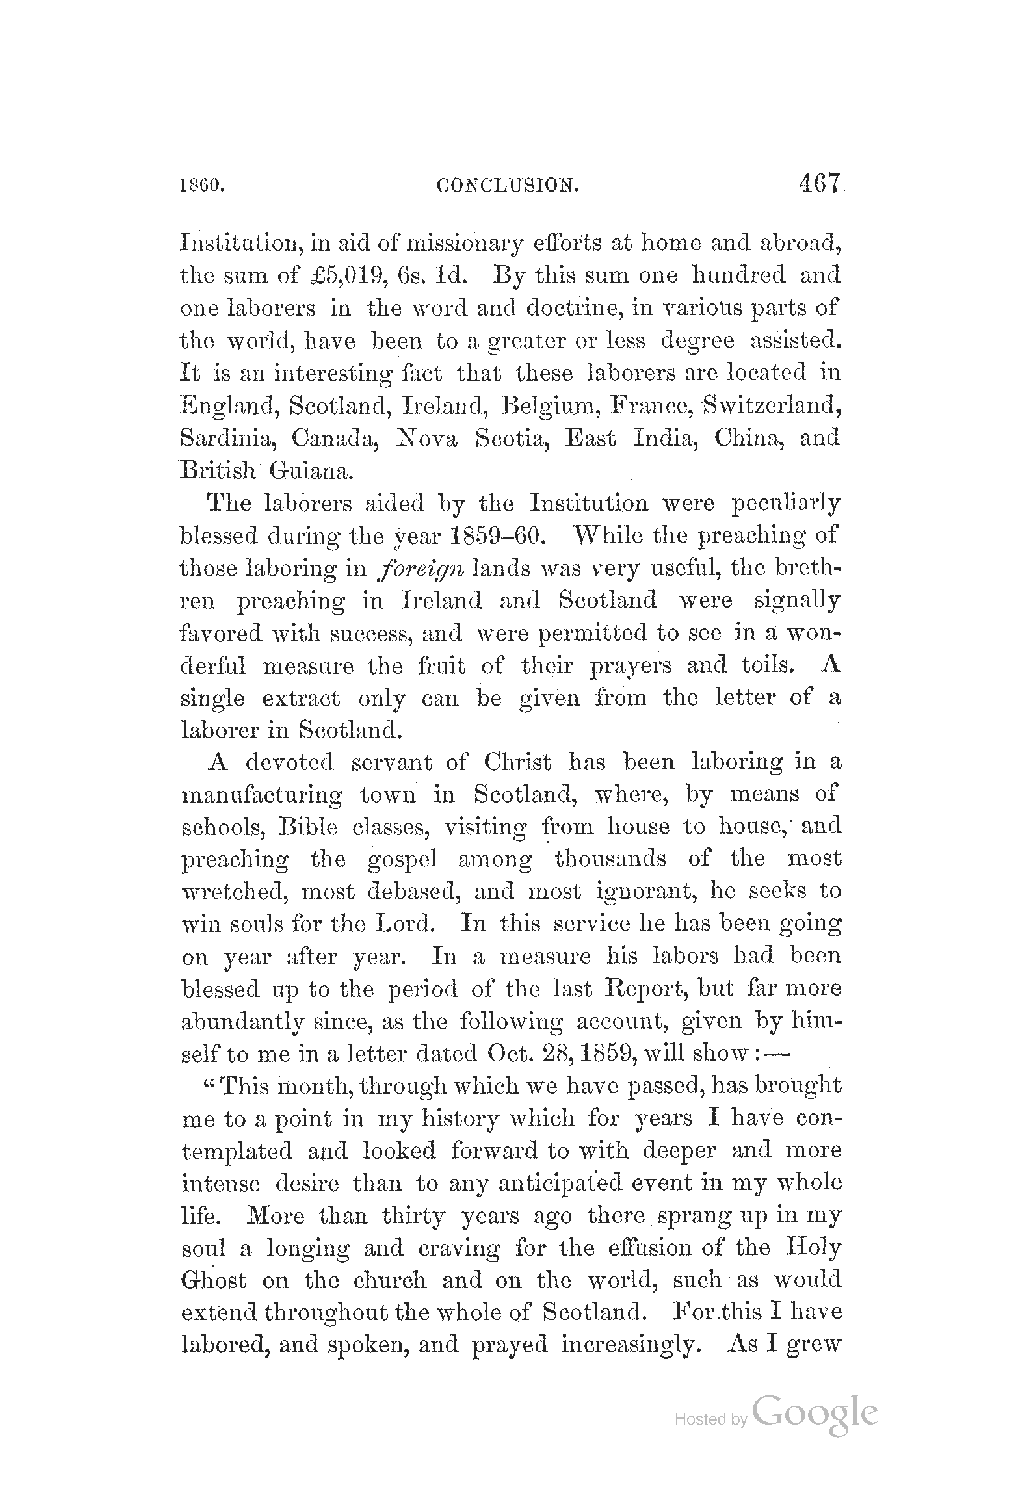 1860. CONCLUSION. 467
Institution, in aid of missionary efforts at home and abroad,
the sum of £5,019, 6s. 1d. By this sum one hundred and
one laborers in the word and doctrine, in various parts of
the world, have been to a greater or less degree assisted.
It is an interesting fact that these laborers are located in
England, Scotland, Ireland, Belgium, France, Switzerland,
Sardinia, Canada, Nova Scotia, East India, China, and
British Guiana.
The laborers aided by the Institution were peculiarly
blessed during the year 1859–60. While the preaching of
those laboring in foreign lands was very useful, the breth-
ren preaching in Ireland and Scotland were signally
favored with success, and were permitted to see in a won-
derful measure the fruit of their prayers and toils. A
single extract only can be given from the letter of a
laborer in Scotland.
A devoted servant of Christ has been laboring in a
manufacturing town in Scotland, where, by means of
schools, Bible classes, visiting from house to house, and
preaching the gospel among thousands of the most
wretched, most debased, and most ignorant, he seeks to
win souls for the Lord. In this service he has been going
on year after year. In a measure his labors had been
blessed up to the period of the last Report, but far more
abundantly since, as the following account, given by him-
self to me in a letter dated Oct. 28, 1859, will show:—
"This month, through which we have passed, has brought
me to a point in my history which for years I have con-
templated and looked forward to with deeper and more
intense desire than to any anticipated event in my whole
life. More than thirty years ago there sprang up in my
soul a longing and craving for the effusion of the Holy
Ghost on the church and on the world, such as would
extend throughout the whole of Scotland. For this I have
labored, and spoken, and prayed increasingly. As I grew
Hosted by Google